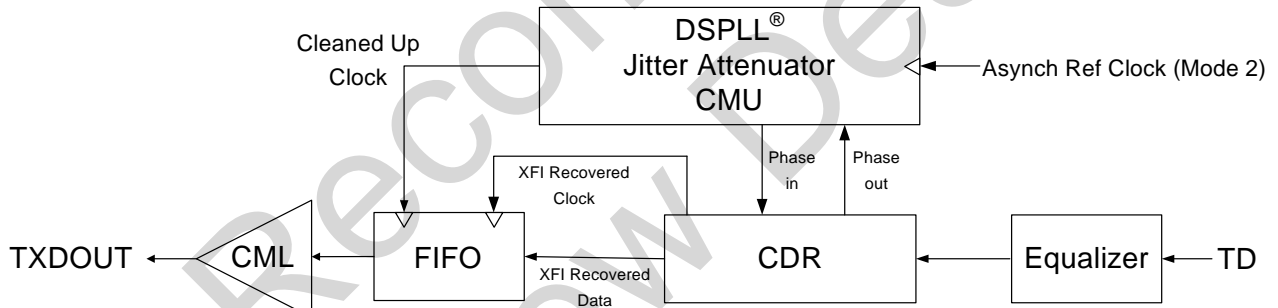 DSPLL®
Jitter Attenuator
CMU
Cleaned Up
Clock
Asynch Ref Clock (Mode 2)
Phase
in
Phase
out
XFI Recovered
Clock
TXDOUT
CML
FIFO
XFI Recovered
Data
CDR
Equalizer
TD